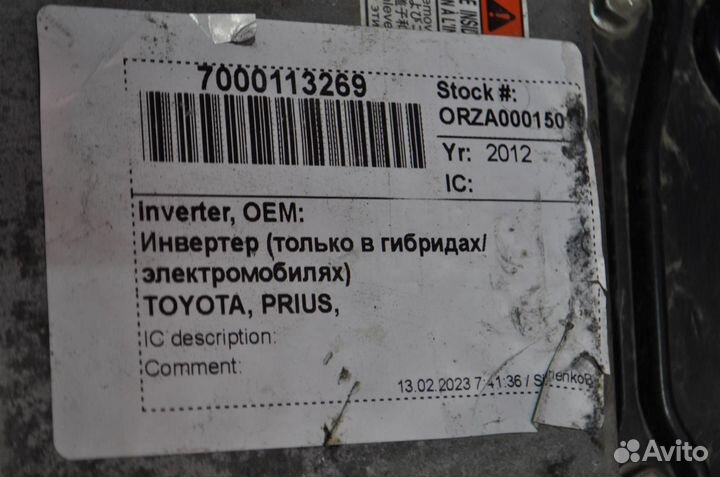 7000113269
Stock #:
ORZA000150
Yr: 2012
IC:
Inverter, OEM:
Инвертер (только в гибридах/
электромобилях)
TOYOTA, PRIUS,
IC description:
Comment:
13.02.2023 7:41:36 /
Avito